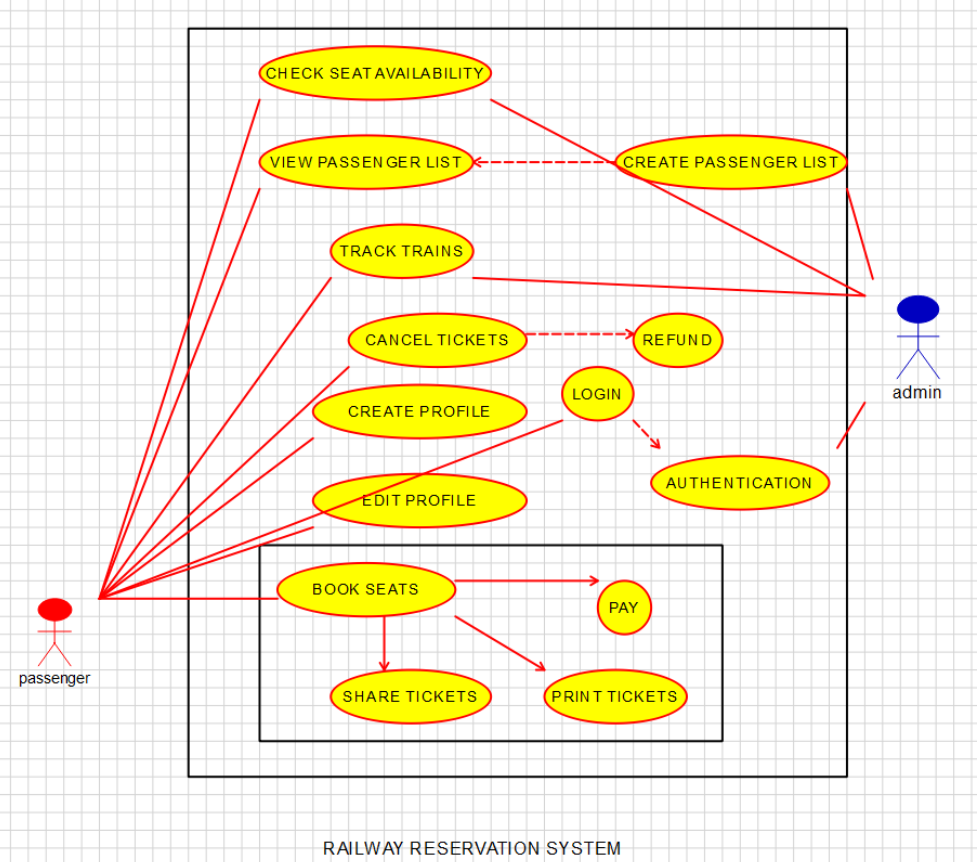 CHECK SEAT AVAILABILITY
VIEW PASSENGER LIST
CREATE PASSENGER LIST
TRACK TRAINS
CANCEL TICKETS
REFUND
LOGIN
admin
CREATE PROFILE
AUTHENTICATION
EDIT PROFILE
BOOK SEATS
PAY
passenger
SHARE TICKETS
PRINT TICKETS
RAILWAY RESERVATION SYSTEM